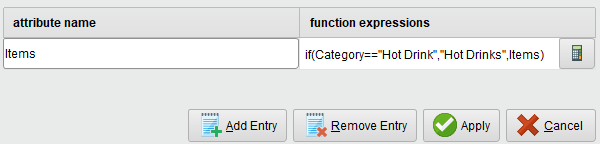 attribute name function expressions
Items if(Category=="Hot Drink","Hot Drinks",Items)
Add Entry Remove Entry Apply Cancel